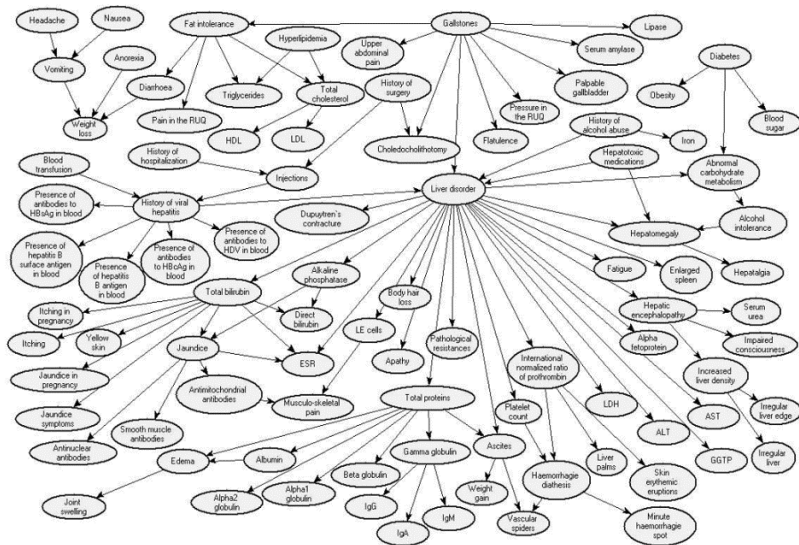 Headache
Nausea
Fat intolerance
Gallstones
Lipase
Hyperlipidemia
Upper
abdominal
pain
Serum amylase
Vomiting
Anorexia
Diarrhoea
Triglycerides
Total
cholesterol
History of
surgery
Palpable
gallbladder
Diabetes
Obesity
Blood
sugar
Weight
loss
Pain in the RUQ
HDL
LDL
Choledocholithotomy
Flatulence
Pressure in
the RUQ
History of
alcohol abuse
Iron
Blood
transfusion
History of
hospitalization
Injections
Hepatotoxic
medications
Abnormal
carbohydrate
metabolism
Presence of
antibodies to
HBsAg in blood
History of viral
hepatitis
Presence of
antibodies to
HDV in blood
Liver disorder
Dupuytren's
contracture
Hepatomegaly
Alcohol
intolerance
Presence of
hepatitis B
surface antigen
in blood
Presence
of hepatitis
B antigen
in blood
Presence of
antibodies
to HBcAg in
blood
Alkaline
phosphatase
Fatigue
Enlarged
spleen
Hepatalgia
Total bilirubin
Body hair
loss
Hepatic
encephalopathy
Serum
urea
Itching in
pregnancy
Direct
bilirubin
LE cells
Pathological
resistances
Alpha
fetoprotein
Impaired
consciousness
Itching
Yellow
skin
Jaundice
ESR
Apathy
International
normalized ratio
of prothrombin
Increased
liver density
Jaundice in
pregnancy
Antimitochondrial
antibodies
Musculo-skeletal
pain
Total proteins
Platelet
count
LDH
AST
Irregular
liver edge
Jaundice
symptoms
Smooth muscle
antibodies
ALT
Antinuclear
antibodies
Edema
Albumin
Gamma
globulin
Ascites
Liver
palms
GGTP
Irregular
liver
Joint
swelling
Alpha2
globulin
Alpha1
globulin
Beta globulin
Weight
gain
Haemorrhagie
diathesis
Skin
erythemic
eruptions
IgG
IgA
IgM
Vascular
spiders
Minute
haemorrhagie
spot